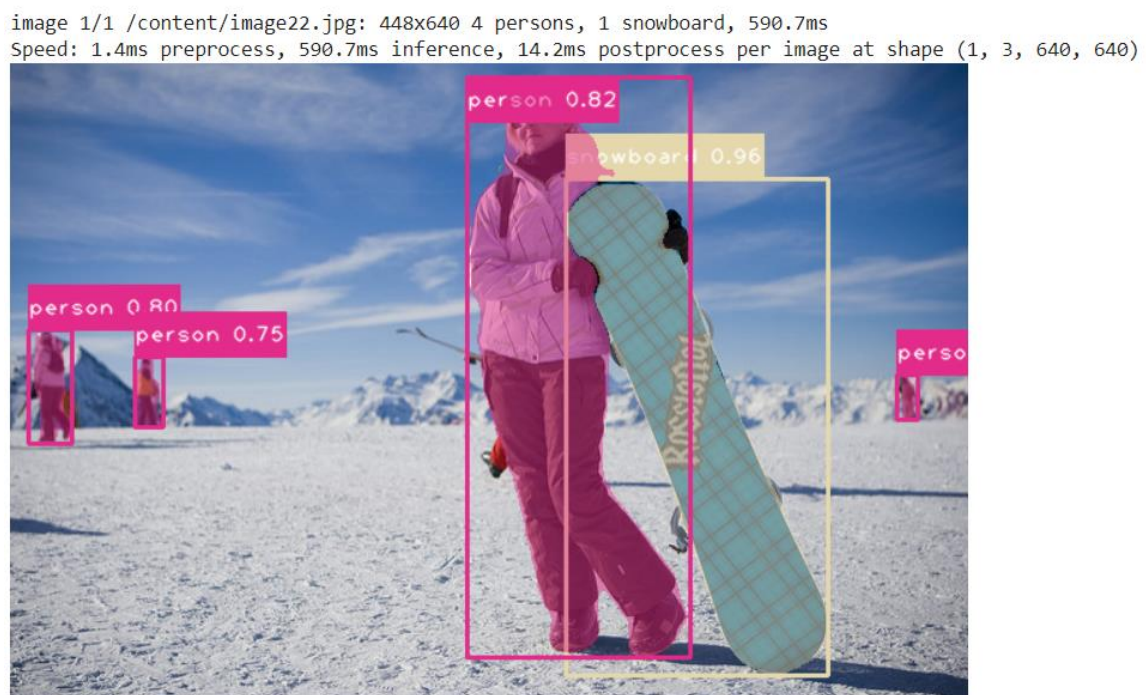 image 1/1 /content/image22.jpg: 448x640 4 persons, 1 snowboard, 590.7ms
Speed: 1.4ms preprocess, 590.7ms inference, 14.2ms postprocess per image at shape (1, 3, 640, 640)
person 0.82
snowboard 0.96
person 0.80
person 0.75
perso
ROSSIGNOL